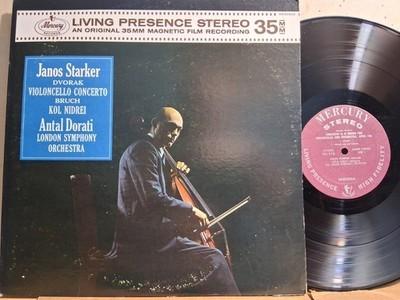 Mercury
LIVING PRESENCE STEREO
AN ORIGINAL 35MM MAGNETIC FILM RECORDING
35MM
Janos Starker
DVORAK
VIOLONCELLO CONCERTO
BRUCH
KOL NIDREI
Antal Dorati
LONDON SYMPHONY
ORCHESTRA
MERCURY
STEREO
LIVING PRESENCE
HIGH FIDELITY